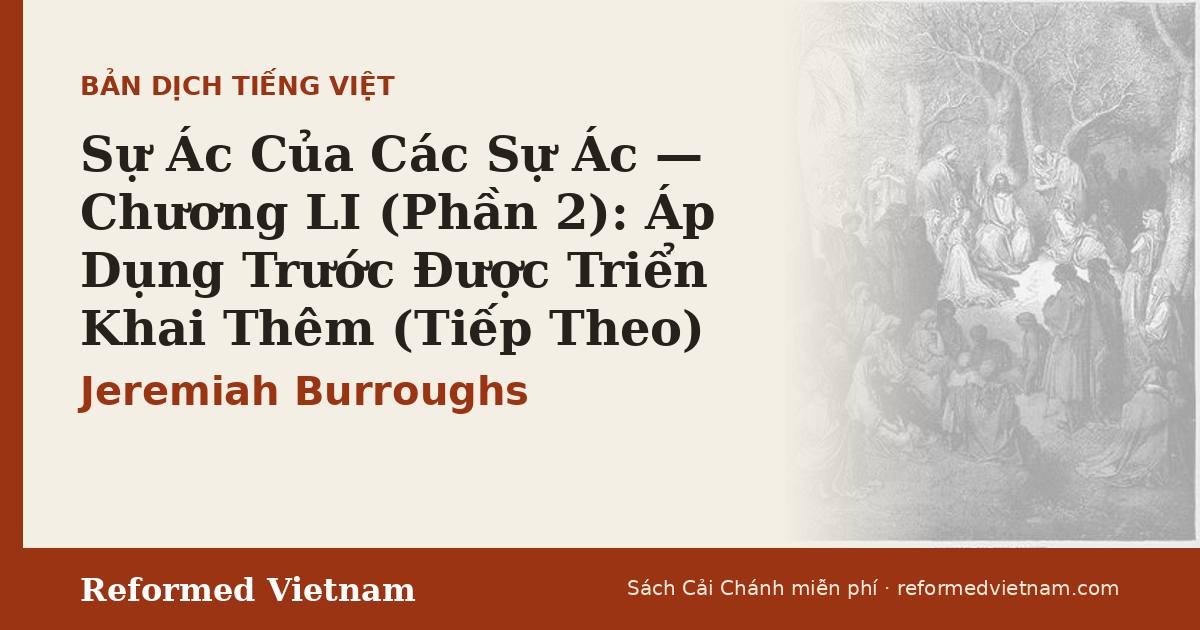 BẢN DỊCH TIẾNG VIỆT
Sự Ác Của Các Sự Ác —
Chương LI (Phần 2): Áp
Dụng Trước Được Triển
Khai Thêm (Tiếp Theo)
Jeremiah Burroughs
Reformed Vietnam
Sách Cải Chánh miễn phí · reformedvietnam.com